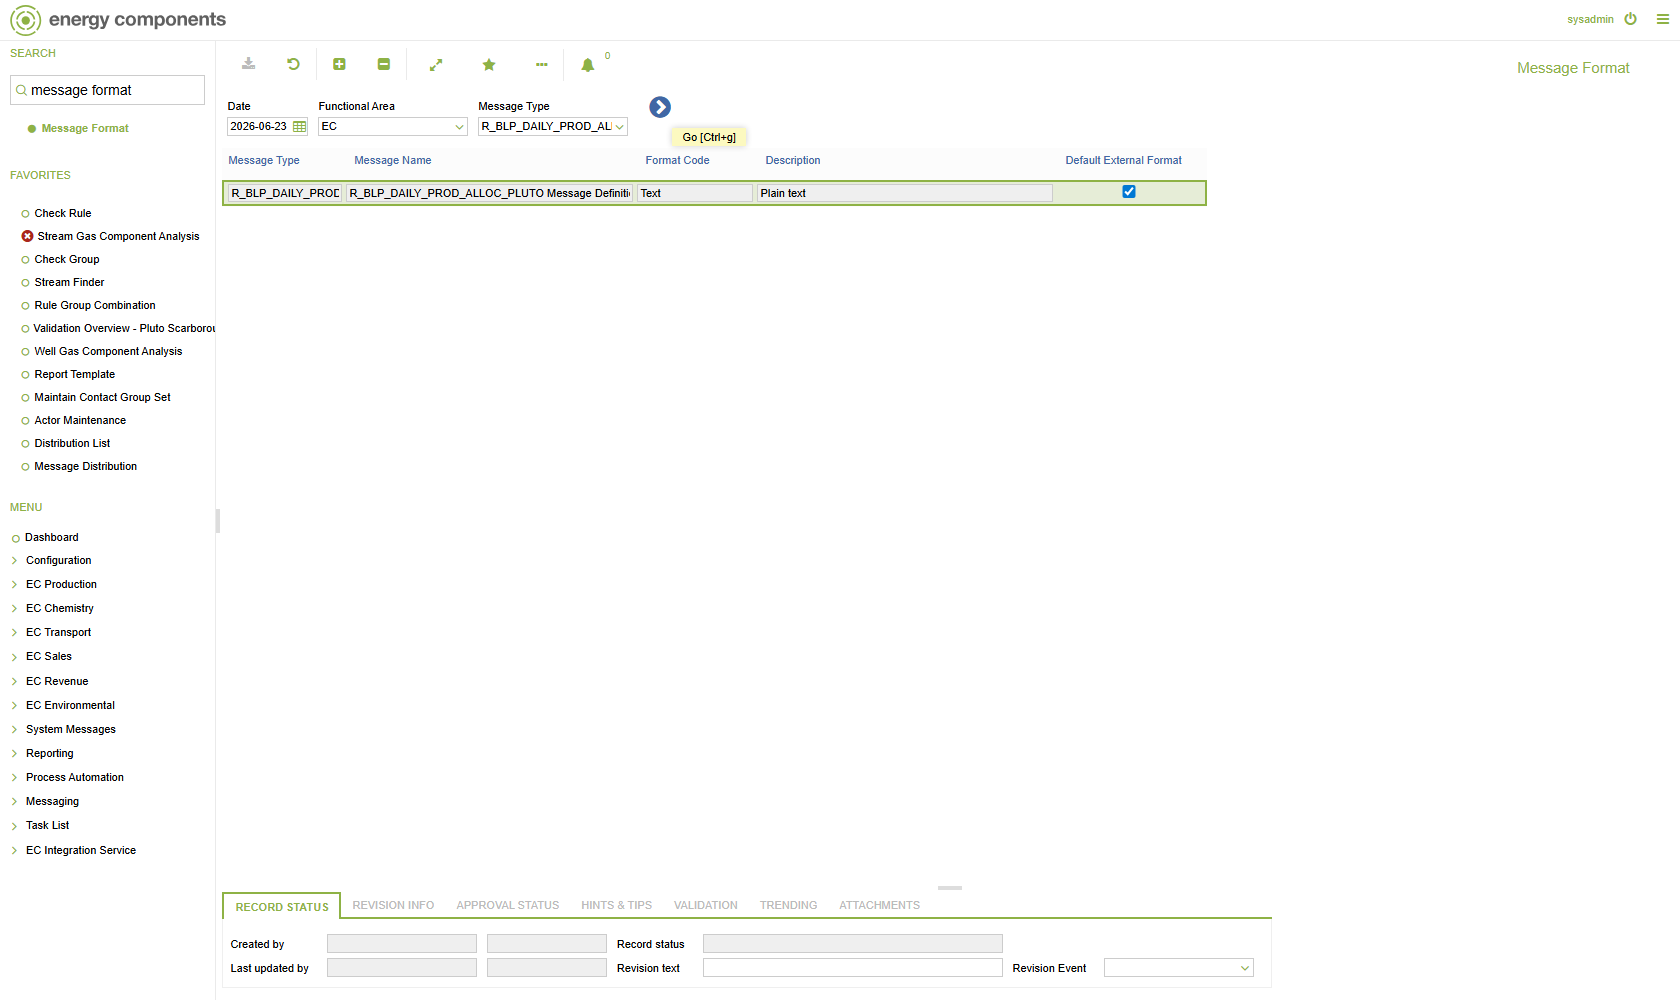 energy components
sysadmin
SEARCH
message format
Message Format
FAVORITES
Check Rule
Stream Gas Component Analysis
Check Group
Stream Finder
Rule Group Combination
Validation Overview - Pluto Scarborou
Well Gas Component Analysis
Report Template
Maintain Contact Group Set
Actor Maintenance
Distribution List
Message Distribution
MENU
Dashboard
Configuration
EC Production
EC Chemistry
EC Transport
EC Sales
EC Revenue
EC Environmental
System Messages
Reporting
Process Automation
Messaging
Task List
EC Integration Service
0
Message Format
Date Functional Area Message Type
2026-06-23 EC R_BLP_DAILY_PROD_AL
Go [Ctrl+g]
Message Type Message Name Format Code Description Default External Format
R_BLP_DAILY_PROD R_BLP_DAILY_PROD_ALLOC_PLUTO Message Definiti Text Plain text
RECORD STATUS REVISION INFO APPROVAL STATUS HINTS & TIPS VALIDATION TRENDING ATTACHMENTS
Created by Record status
Last updated by Revision text Revision Event